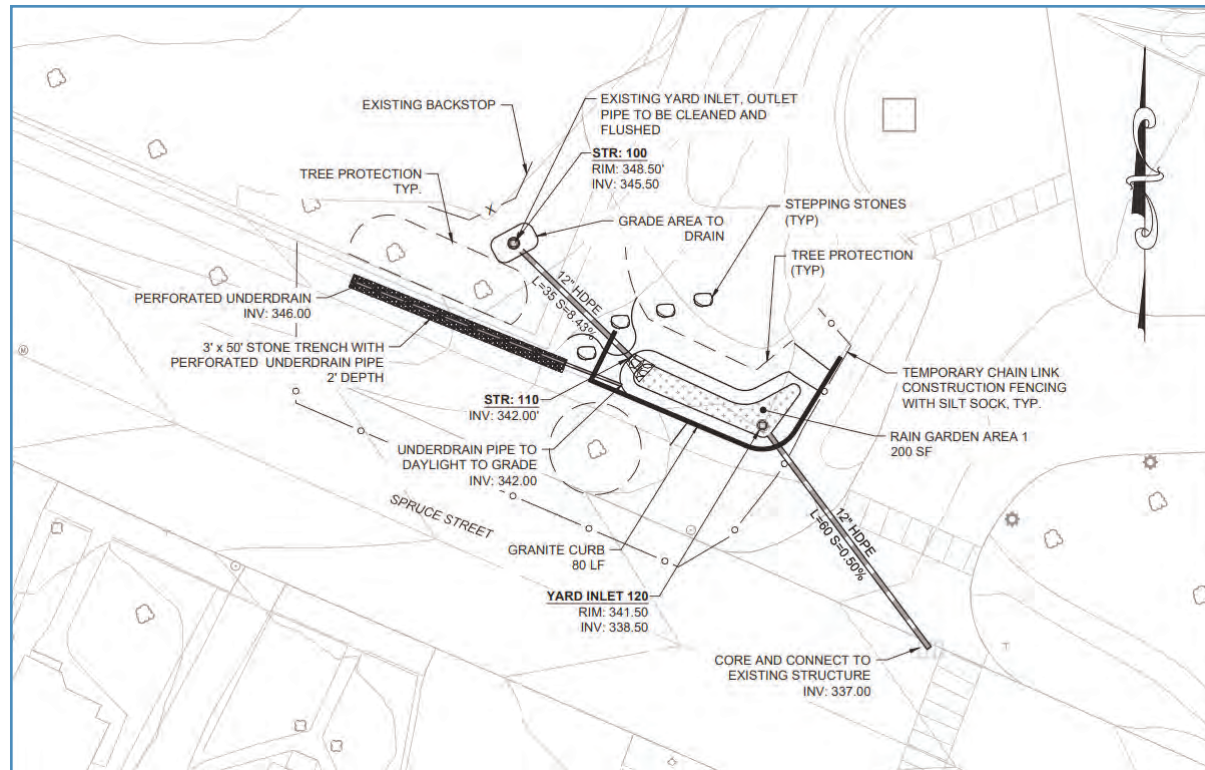 EXISTING BACKSTOP
EXISTING YARD INLET, OUTLET
PIPE TO BE CLEANED AND
FLUSHED
STR: 100
RIM: 348.50'
INV: 345.50
TREE PROTECTION
TYP.
GRADE AREA TO
DRAIN
STEPPING STONES
(TYP)
TREE PROTECTION
(TYP)
12" HDPE
L=35 S=8.43%
PERFORATED UNDERDRAIN
INV: 346.00
3' x 50' STONE TRENCH WITH
PERFORATED UNDERDRAIN PIPE
2' DEPTH
STR: 110
INV: 342.00'
TEMPORARY CHAIN LINK
CONSTRUCTION FENCING
WITH SILT SOCK, TYP.
RAIN GARDEN AREA 1
200 SF
UNDERDRAIN PIPE TO
DAYLIGHT TO GRADE
INV: 342.00
SPRUCE STREET
12" HDPE
L=60 S=0.50%
GRANITE CURB
80 LF
YARD INLET 120
RIM: 341.50
INV: 338.50
CORE AND CONNECT TO
EXISTING STRUCTURE
INV: 337.00